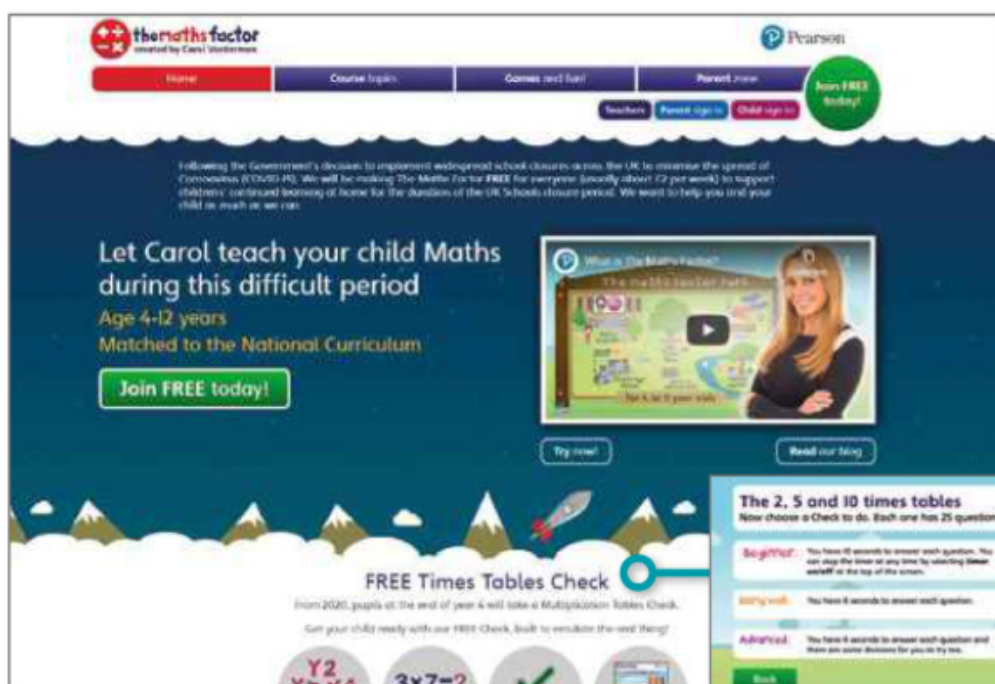 themathsfactor
created by Carol Vorderman
Pearson
Home
Course topics
Games and fun!
Parent zone
Join FREE
today!
Teachers
Parent sign in
Child sign in
Following the Government's decision to implement widespread school closures across the UK to minimise the spread of
Coronavirus (COVID-19). We will be making The Maths Factor FREE for everyone (usually about £2 per week) to support
children's continued learning at home for the duration of the UK Schools closure period. We want to help you and your
child as much as we can.
Let Carol teach your child Maths
during this difficult period
Age 4-12 years
Matched to the National Curriculum
Join FREE today!
What is The Maths Factor?
The maths factor
Try now!
Read our blog
FREE Times Tables Check
From 2020, pupils at the end of year 4 will take a Multiplication Tables Check.
Get your child ready with our FREE Check, built to emulate the real thing!
3×7=?
The 2, 5 and 10 times tables
Now choose a Check to do. Each one has 25 question
Beginner.
You have 10 seconds to answer each question. You
can stop the timer at any time by selecting timer
on/off at the top of the screen.
You have 6 seconds to answer each question.
Advanced.
You have 6 seconds to answer each question and
there are some divisions for you to try too.
Back